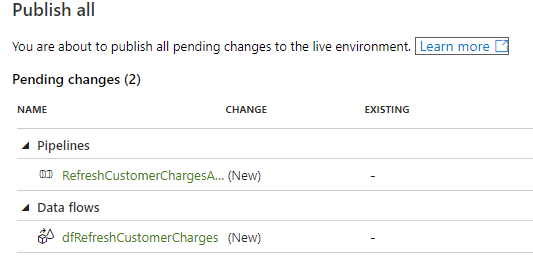 Publish all
You are about to publish all pending changes to the live environment. Learn more
Pending changes (2)
NAME CHANGE EXISTING
Pipelines
RefreshCustomerChargesA... (New) -
Data flows
dfRefreshCustomerCharges (New) -